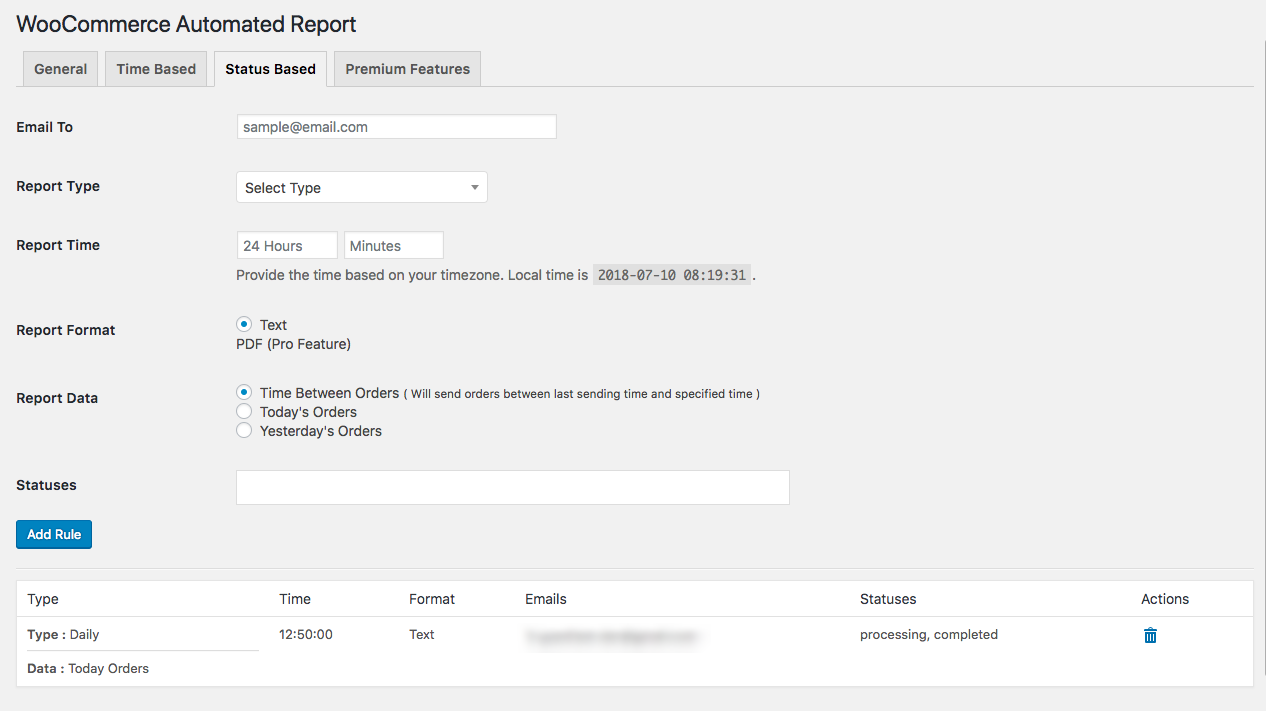 WooCommerce Automated Report
General Time Based Status Based Premium Features
Email To sample@email.com
Report Type Select Type
Report Time 24 Hours Minutes
Provide the time based on your timezone. Local time is 2018-07-10 08:19:31 .
Report Format Text
PDF (Pro Feature)
Report Data Time Between Orders ( Will send orders between last sending time and specified time )
Today's Orders
Yesterday's Orders
Statuses
Add Rule
Type Time Format Emails Statuses Actions
Type : Daily 12:50:00 Text processing, completed
Data : Today Orders